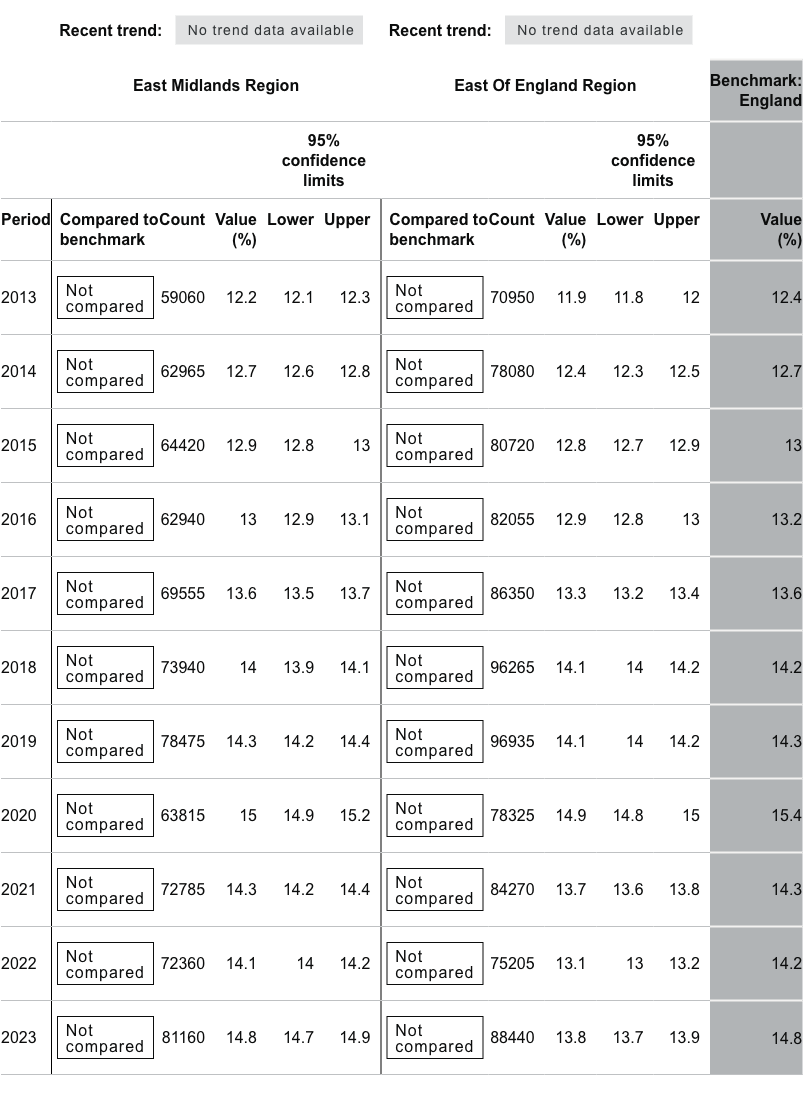 Recent trend: No trend data available Recent trend: No trend data available
East Midlands Region East Of England Region Benchmark: England
95% confidence limits 95% confidence limits
Period Compared to benchmark Count Value (%) Lower Upper Compared to benchmark Count Value (%) Lower Upper Value (%)
2013 Not compared 59060 12.2 12.1 12.3 Not compared 70950 11.9 11.8 12 12.4
2014 Not compared 62965 12.7 12.6 12.8 Not compared 78080 12.4 12.3 12.5 12.7
2015 Not compared 64420 12.9 12.8 13 Not compared 80720 12.8 12.7 12.9 13
2016 Not compared 62940 13 12.9 13.1 Not compared 82055 12.9 12.8 13 13.2
2017 Not compared 69555 13.6 13.5 13.7 Not compared 86350 13.3 13.2 13.4 13.6
2018 Not compared 73940 14 13.9 14.1 Not compared 96265 14.1 14 14.2 14.2
2019 Not compared 78475 14.3 14.2 14.4 Not compared 96935 14.1 14 14.2 14.3
2020 Not compared 63815 15 14.9 15.2 Not compared 78325 14.9 14.8 15 15.4
2021 Not compared 72785 14.3 14.2 14.4 Not compared 84270 13.7 13.6 13.8 14.3
2022 Not compared 72360 14.1 14 14.2 Not compared 75205 13.1 13 13.2 14.2
2023 Not compared 81160 14.8 14.7 14.9 Not compared 88440 13.8 13.7 13.9 14.8